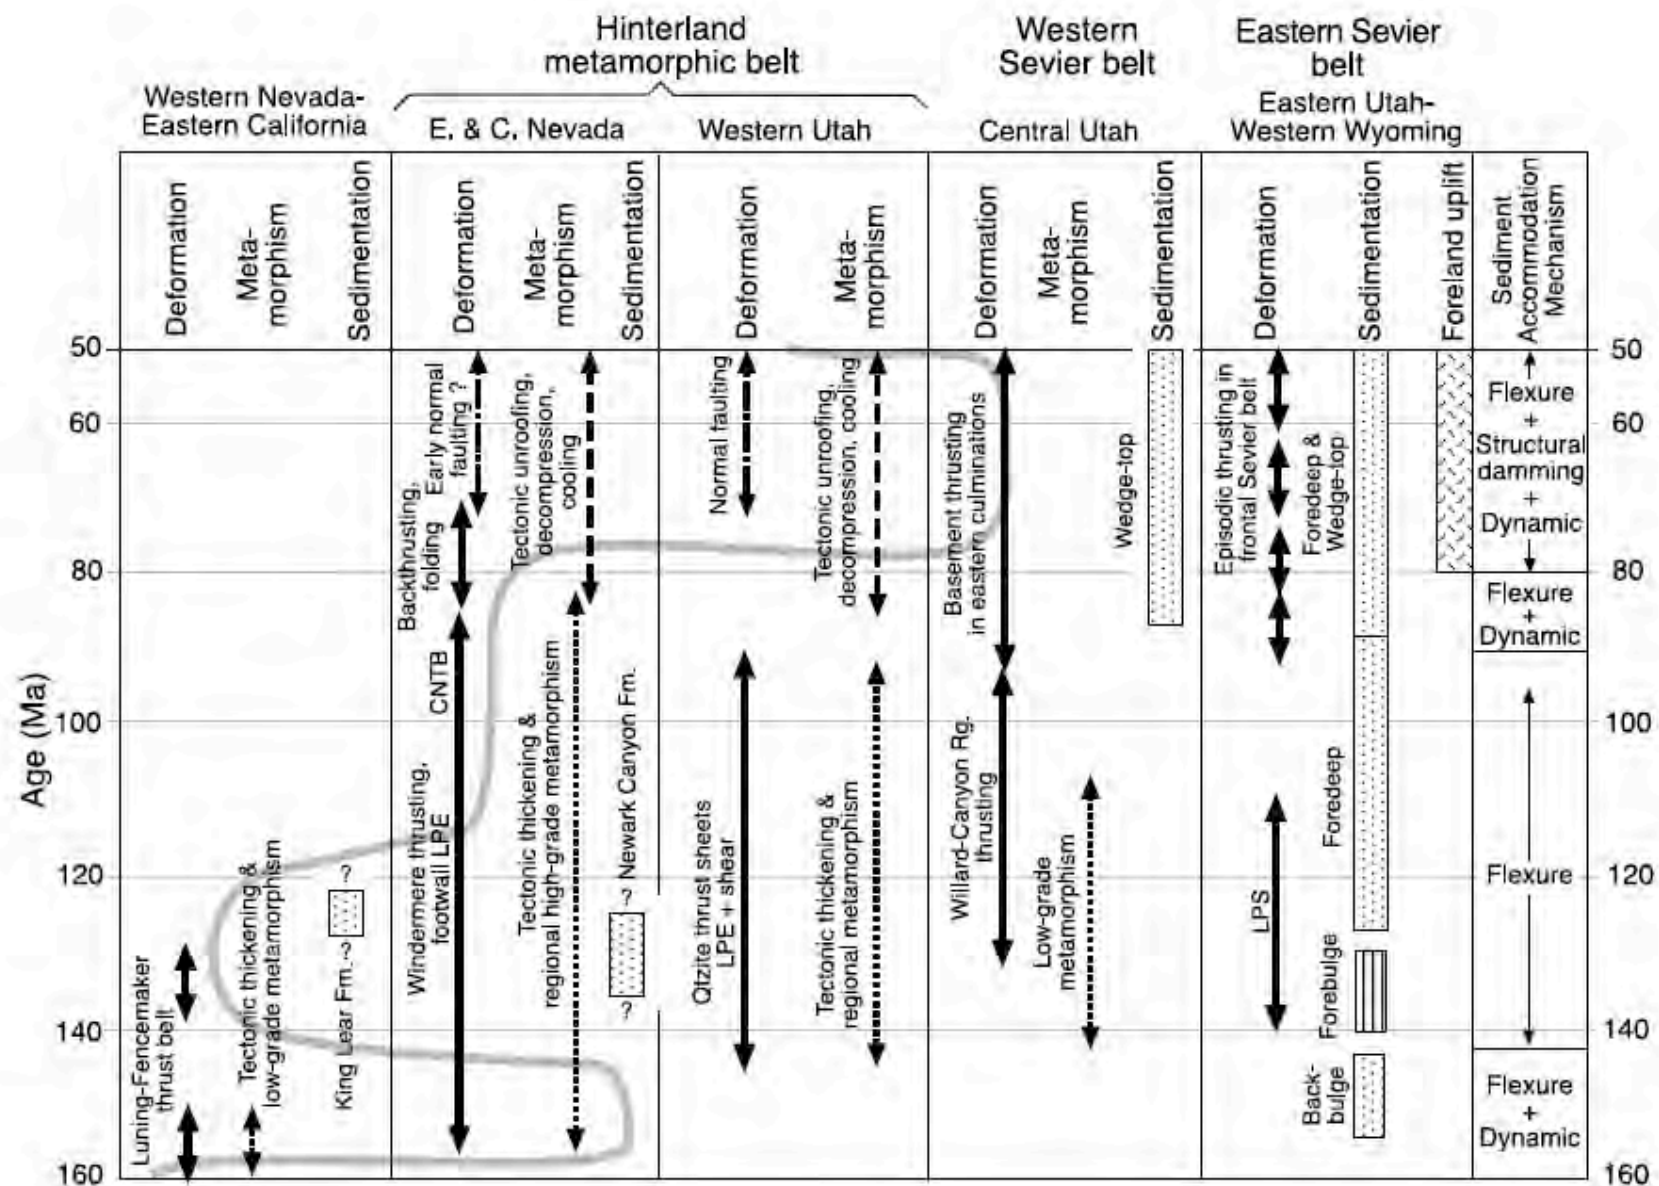 Hinterland
metamorphic belt
Western
Sevier belt
Eastern Sevier
belt
Western Nevada-
Eastern California
E. & C. Nevada
Western Utah
Central Utah
Eastern Utah-
Western Wyoming
Deformation
Meta-
morphism
Sedimentation
Deformation
Meta-
morphism
Sedimentation
Deformation
Meta-
morphism
Deformation
Meta-
morphism
Sedimentation
Deformation
Sedimentation
Foreland uplift
Sediment
Accommodation
Mechanism
Age (Ma)
50
60
80
100
120
140
160
50
60
80
100
120
140
160
Luning-Fencemaker
thrust belt
Tectonic thickening &
low-grade metamorphism
King Lear Fm. ?
?
Backthrusting,
folding
Early normal
faulting ?
CNTB
Windermere thrusting,
footwall LPE
Tectonic unroofing,
decompression,
cooling
Tectonic thickening &
regional high-grade metamorphism
? Newark Canyon Fm.
?
Normal faulting
Qtzite thrust sheets
LPE + shear
Tectonic unroofing,
decompression, cooling
Tectonic thickening &
regional metamorphism
Basement thrusting
in eastern culminations
Willard-Canyon Rg.
thrusting
Low-grade
metamorphism
Wedge-top
Episodic thrusting in
frontal Sevier belt
LPS
Foredeep &
Wedge-top
Foredeep
Forebulge
Back-
bulge
Flexure
+
Structural
damming
+
Dynamic
Flexure
+
Dynamic
Flexure
Flexure
+
Dynamic